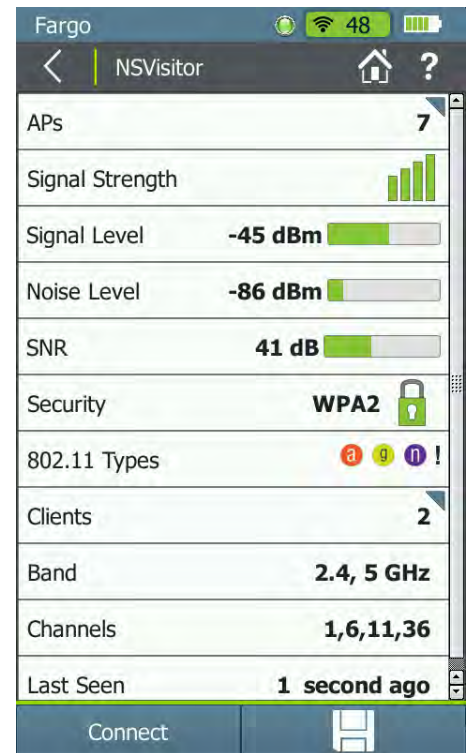 Fargo 48
NSVisitor ?
APs 7
Signal Strength
Signal Level -45 dBm
Noise Level -86 dBm
SNR 41 dB
Security WPA2
802.11 Types a g n !
Clients 2
Band 2.4, 5 GHz
Channels 1,6,11,36
Last Seen 1 second ago
Connect